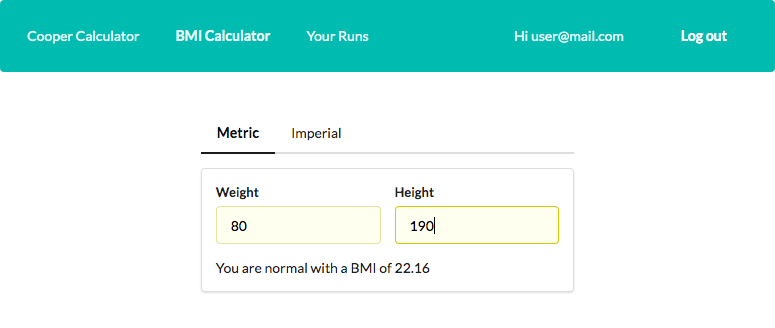 Cooper Calculator BMI Calculator Your Runs Hi user@mail.com Log out
Metric Imperial
Weight Height
80 190
You are normal with a BMI of 22.16